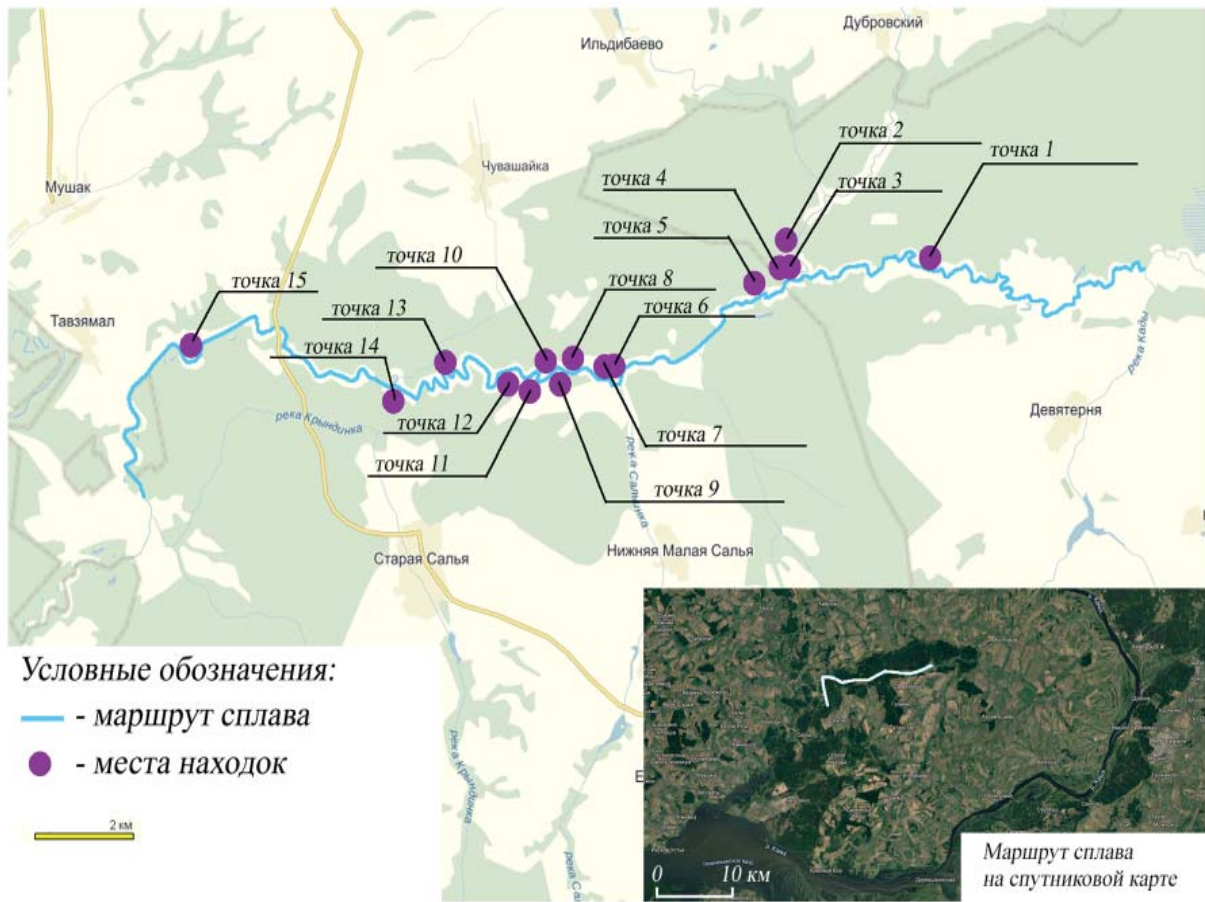 Дубровский
Ильдибаево
точка 2
точка 1
Чувашайка
точка 4
точка 3
Мушак
точка 5
точка 10
точка 8
точка 15
точка 13
точка 6
Тавзямал
точка 14
река Кады
река Крындинка
Девятерня
точка 12
точка 7
точка 11
река Сальинка
точка 9
Старая Салья
Нижняя Малая Салья
Условные обозначения:
- маршрут сплава
- места находок
река Крындинка
Е
2 км
река Са
р. Кама
0 10 км
Маршрут сплава
на спутниковой карте